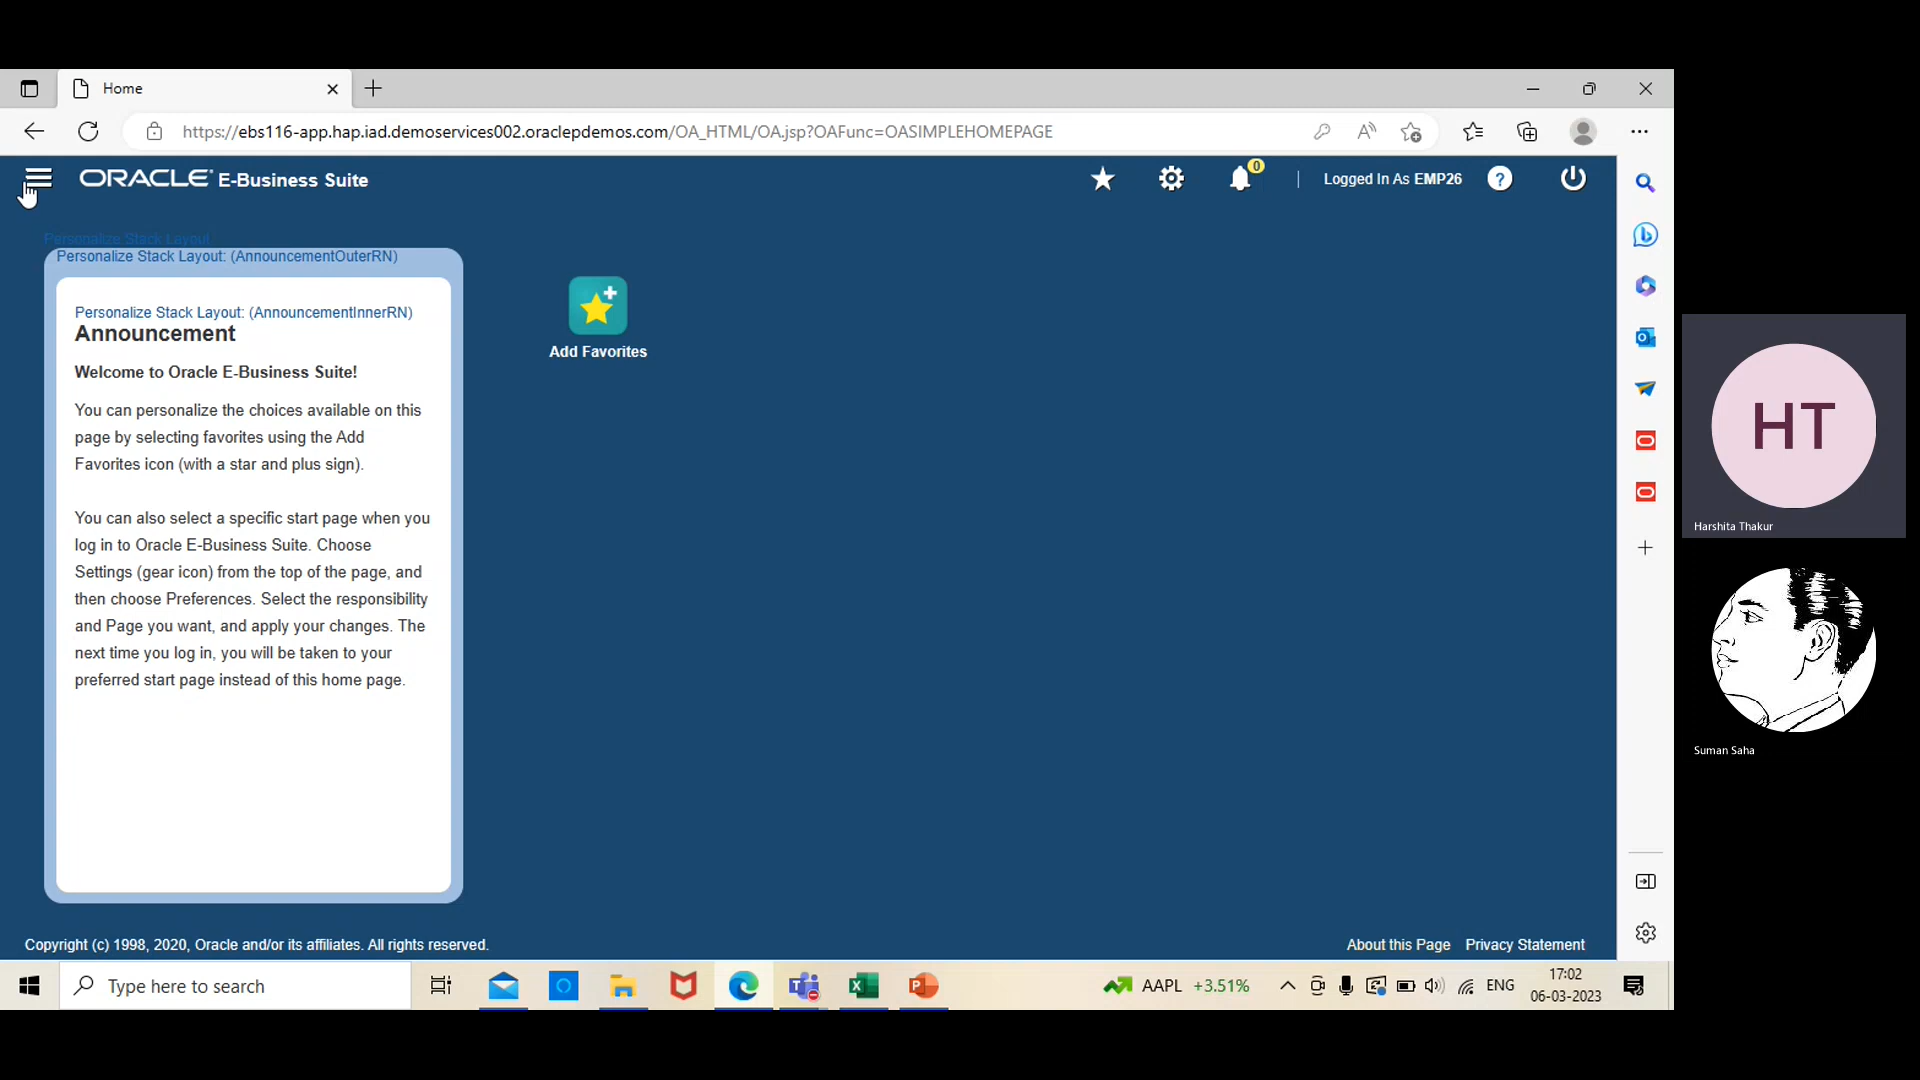 Home
https://ebs116-app.hap.iad.demoservices002.oraclepdemos.com/OA_HTML/OA.jsp?OAFunc=OASIMPLEHOMEPAGE
ORACLE E-Business Suite
0
Logged In As EMP26
Personalize Stack Layout
Personalize Stack Layout: (AnnouncementOuterRN)
Personalize Stack Layout: (AnnouncementInnerRN)
Announcement
Welcome to Oracle E-Business Suite!
You can personalize the choices available on this
page by selecting favorites using the Add
Favorites icon (with a star and plus sign).
You can also select a specific start page when you
log in to Oracle E-Business Suite. Choose
Settings (gear icon) from the top of the page, and
then choose Preferences. Select the responsibility
and Page you want, and apply your changes. The
next time you log in, you will be taken to your
preferred start page instead of this home page.
Add Favorites
HT
Harshita Thakur
Suman Saha
Copyright (c) 1998, 2020, Oracle and/or its affiliates. All rights reserved.
About this Page Privacy Statement
Type here to search
AAPL +3.51%
ENG
17:02
06-03-2023